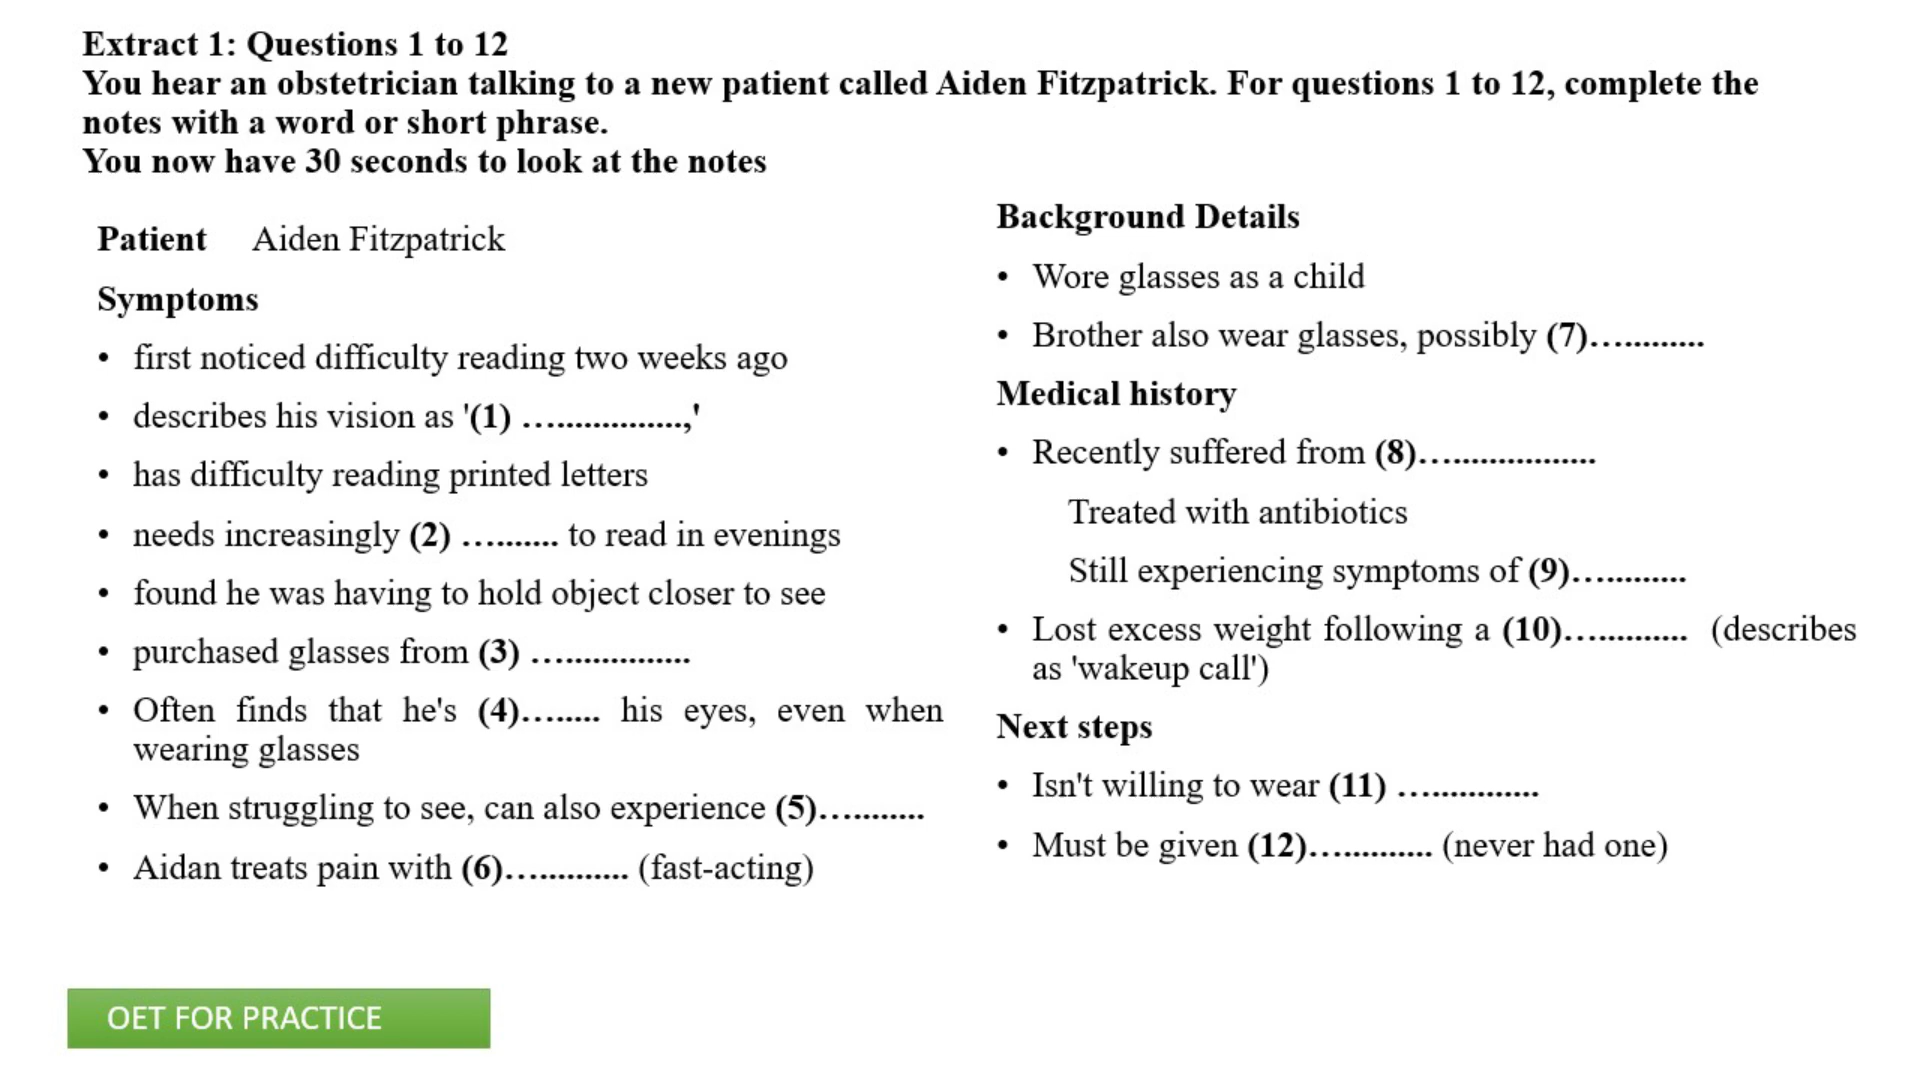 Extract 1: Questions 1 to 12
You hear an obstetrician talking to a new patient called Aiden Fitzpatrick. For questions 1 to 12, complete the
notes with a word or short phrase.
You now have 30 seconds to look at the notes
Patient Aiden Fitzpatrick
Symptoms
• first noticed difficulty reading two weeks ago
• describes his vision as '(1) ….............,'
• has difficulty reading printed letters
• needs increasingly (2) …....... to read in evenings
• found he was having to hold object closer to see
• purchased glasses from (3) ….............
• Often finds that he's (4)…..... his eyes, even when
wearing glasses
• When struggling to see, can also experience (5)…........
• Aidan treats pain with (6)…......... (fast-acting)
Background Details
• Wore glasses as a child
• Brother also wear glasses, possibly (7)….........
Medical history
• Recently suffered from (8)…................
Treated with antibiotics
Still experiencing symptoms of (9)….........
• Lost excess weight following a (10)…......... (describes
as 'wakeup call')
Next steps
• Isn't willing to wear (11) …............
• Must be given (12)….......... (never had one)
OET FOR PRACTICE